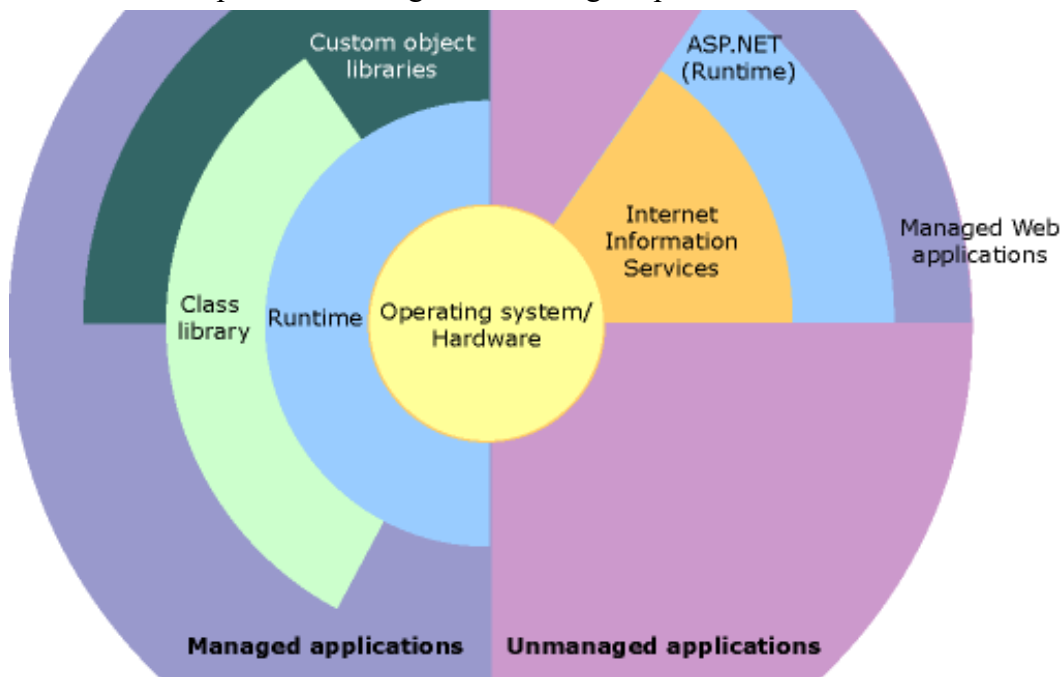 Custom object
libraries
ASP.NET
(Runtime)
Internet
Information
Services
Managed Web
applications
Class
library
Runtime
Operating system/
Hardware
Managed applications
Unmanaged applications